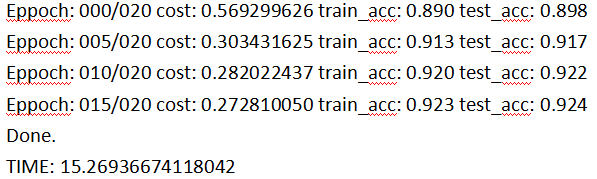 Eppoch: 000/020 cost: 0.569299626 train_acc: 0.890 test_acc: 0.898
Eppoch: 005/020 cost: 0.303431625 train_acc: 0.913 test_acc: 0.917
Eppoch: 010/020 cost: 0.282022437 train_acc: 0.920 test_acc: 0.922
Eppoch: 015/020 cost: 0.272810050 train_acc: 0.923 test_acc: 0.924
Done.
TIME: 15.26936674118042